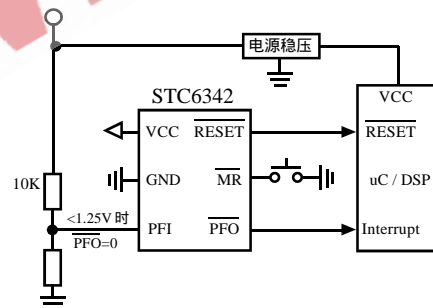 电源稳压
STC6342
VCC
VCC RESET
RESET
10K
GND MR
uC / DSP
<1.25V 时
PFI PFO
Interrupt
PFO=0